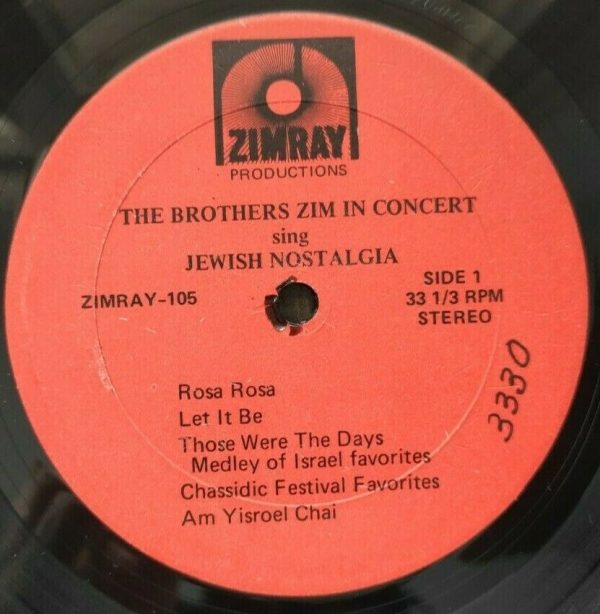 ZIMRAY
PRODUCTIONS
THE BROTHERS ZIM IN CONCERT
sing
JEWISH NOSTALGIA
ZIMRAY-105
SIDE 1
33 1/3 RPM
STEREO
3330
Rosa Rosa
Let It Be
Those Were The Days
Medley of Israel favorites
Chassidic Festival Favorites
Am Yisroel Chai